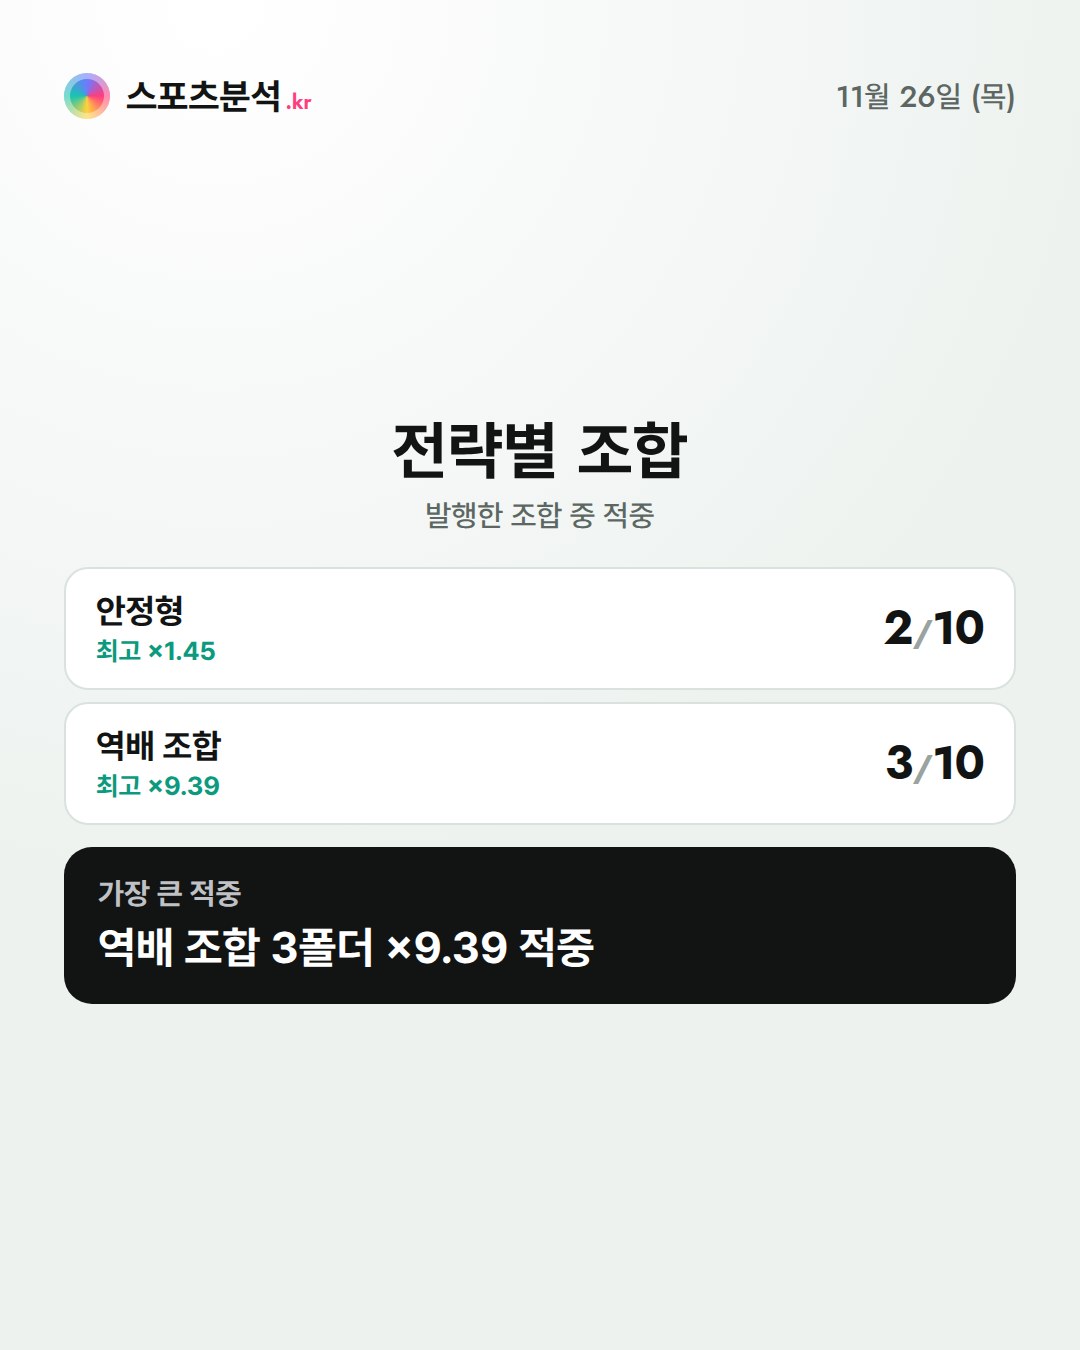 스포츠분석.kr
11월 26일 (목)
전략별 조합
발행한 조합 중 적중
안정형
최고 ×1.45
2/10
역배 조합
최고 ×9.39
3/10
가장 큰 적중
역배 조합 3폴더 ×9.39 적중